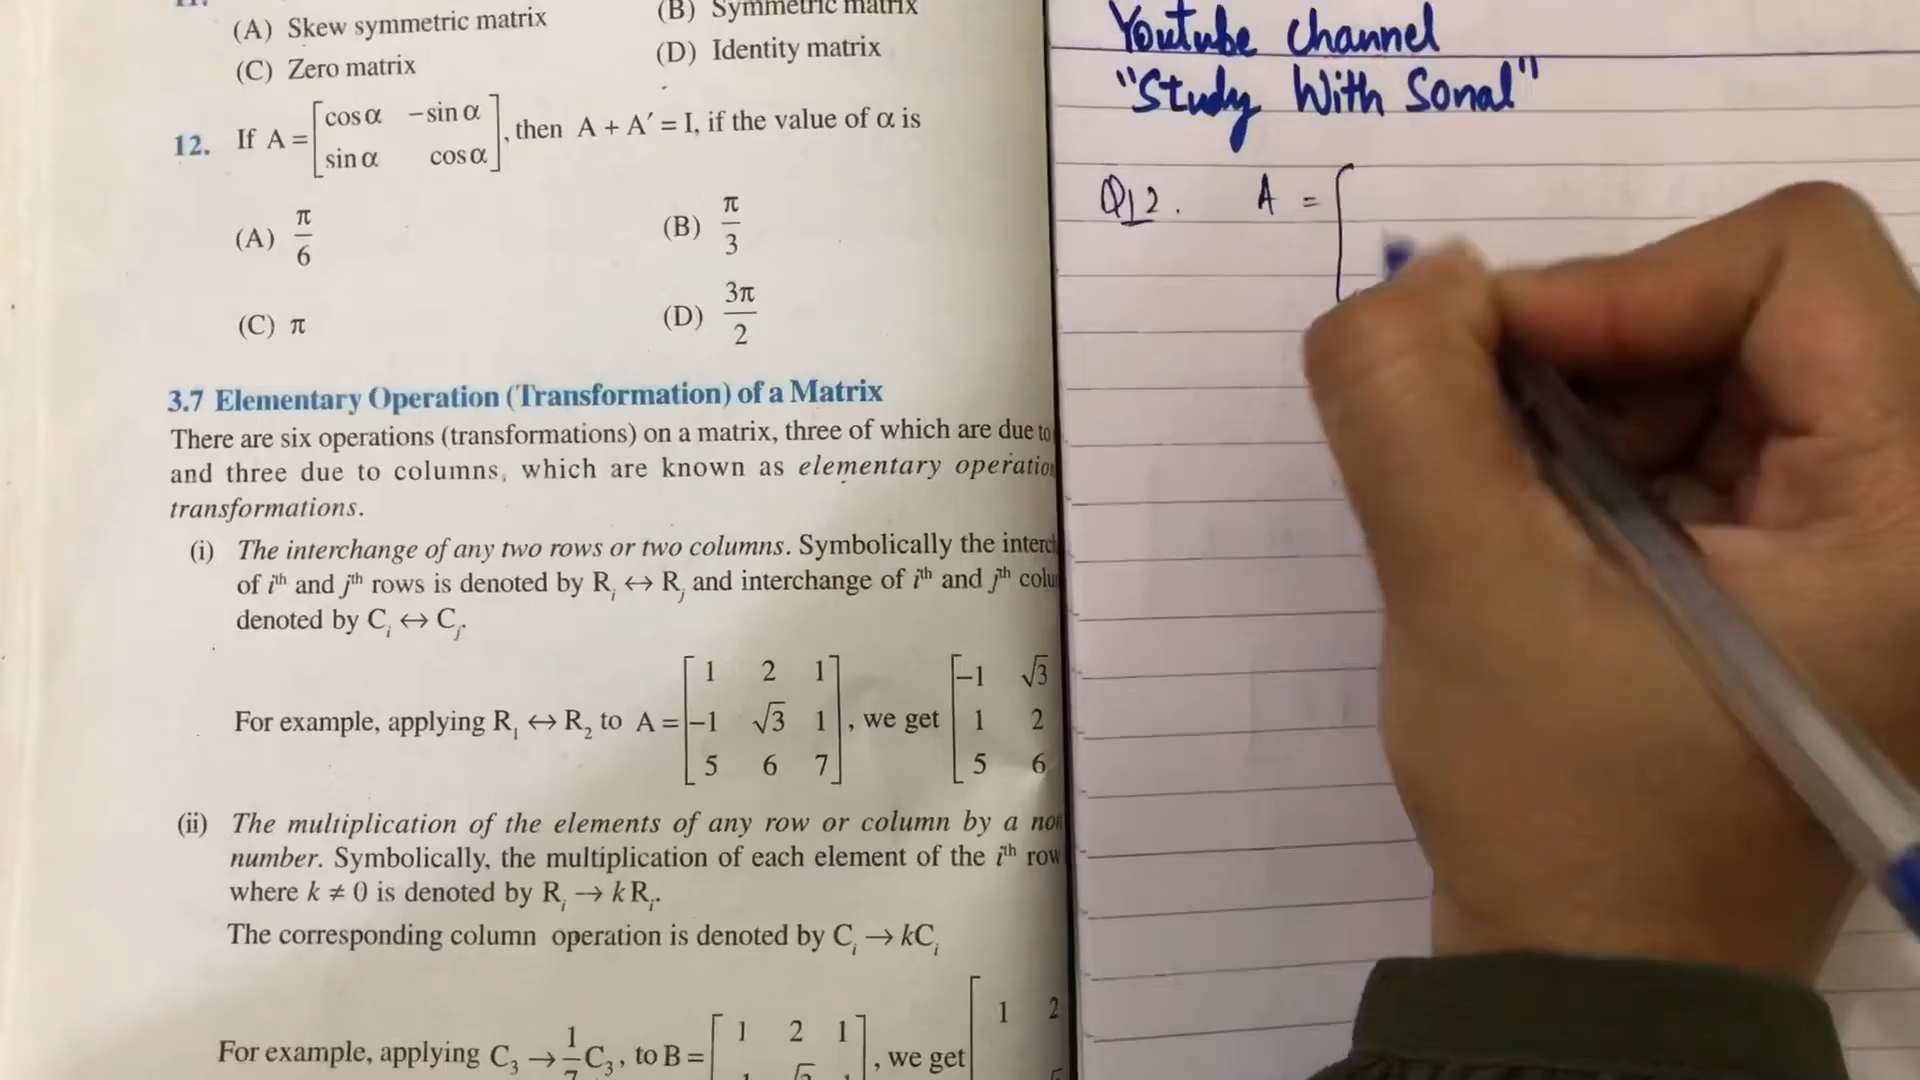 (A) Skew symmetric matrix (B) Symmetric matrix
(C) Zero matrix (D) Identity matrix
12. If A = [cos α −sin α; sin α cos α], then A + A′ = I, if the value of α is
(A) π/6 (B) π/3
(C) π (D) 3π/2
3.7 Elementary Operation (Transformation) of a Matrix
There are six operations (transformations) on a matrix, three of which are due to
and three due to columns, which are known as elementary operatio
transformations.
(i) The interchange of any two rows or two columns. Symbolically the interch
of iᵗʰ and jᵗʰ rows is denoted by Rᵢ ↔ Rⱼ and interchange of iᵗʰ and jᵗʰ colu
denoted by Cᵢ ↔ Cⱼ.
For example, applying R₁ ↔ R₂ to A = [1 2 1; −1 √3 1; 5 6 7], we get [−1 √3; 1 2; 5 6
(ii) The multiplication of the elements of any row or column by a non
number. Symbolically, the multiplication of each element of the iᵗʰ row
where k ≠ 0 is denoted by Rᵢ → k Rᵢ.
The corresponding column operation is denoted by Cᵢ → kCᵢ
For example, applying C₃ → 1/7 C₃, to B = [1 2 1, we get [1 2
Youtube Channel
"Study With Sonal"
Q12. A = [